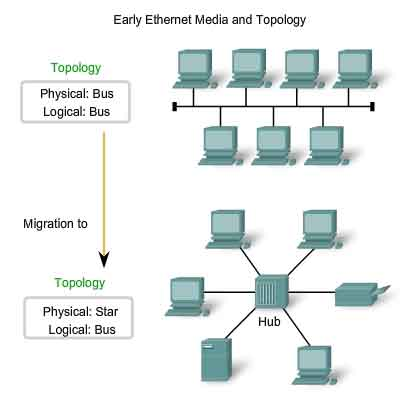 Early Ethernet Media and Topology
Topology
Physical: Bus
Logical: Bus
Migration to
Topology
Physical: Star
Logical: Bus
Hub